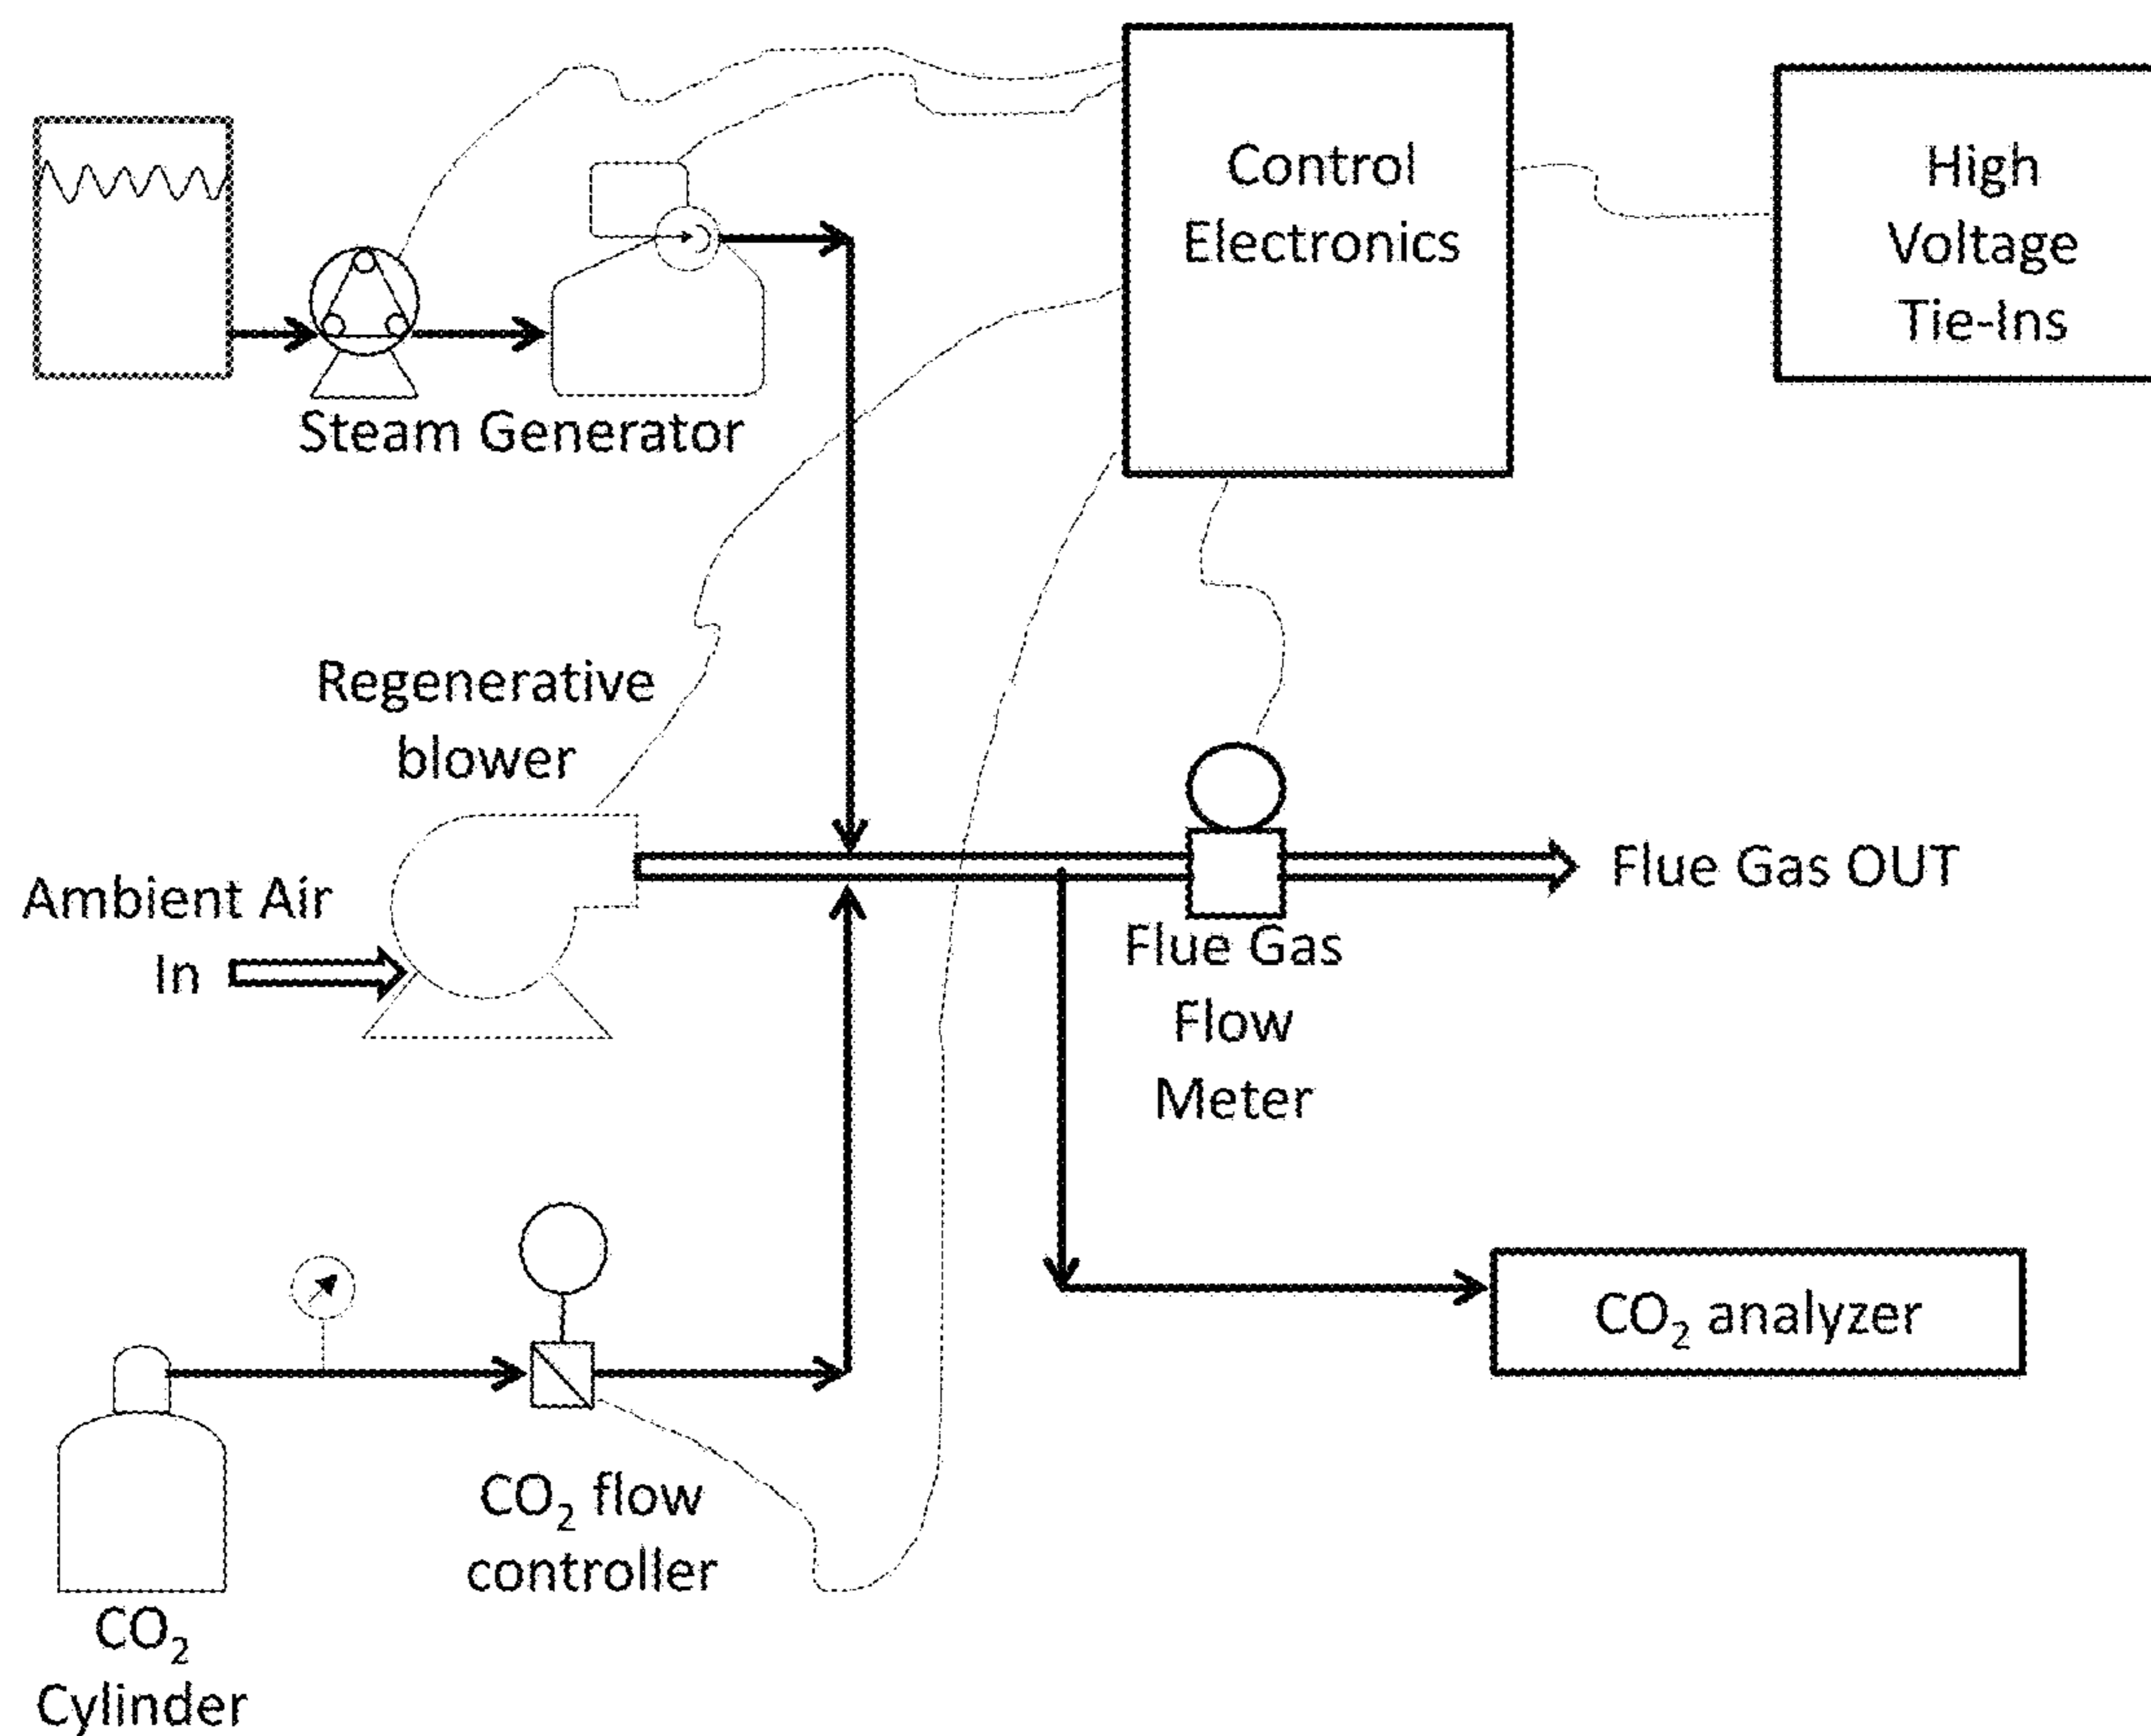 Control
Electronics
High
Voltage
Tie-Ins
Steam Generator
Regenerative
blower
Ambient Air
In
Flue Gas OUT
Flue Gas
Flow
Meter
CO₂ analyzer
CO₂ flow
controller
CO₂
Cylinder